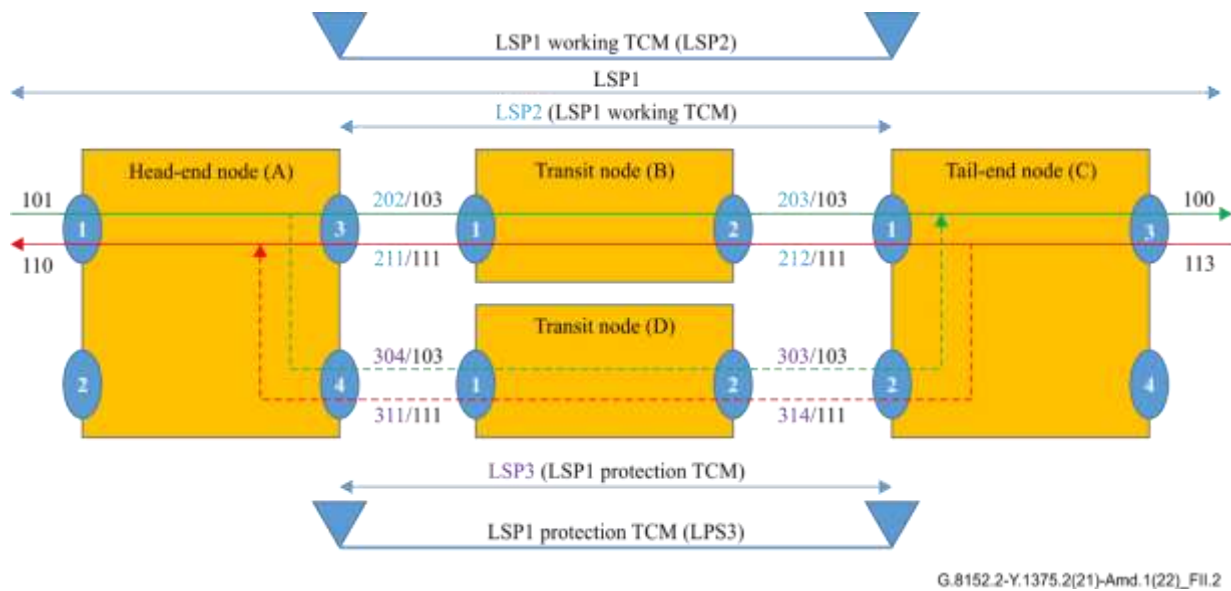 LSP1 working TCM (LSP2)
LSP1
LSP2 (LSP1 working TCM)
Head-end node (A)
Transit node (B)
Tail-end node (C)
101
202/103
203/103
100
1
3
1
2
1
3
110
211/111
212/111
113
Transit node (D)
304/103
303/103
2
4
1
2
2
4
311/111
314/111
LSP3 (LSP1 protection TCM)
LSP1 protection TCM (LPS3)
G.8152.2-Y.1375.2(21)-Amd.1(22)_FII.2